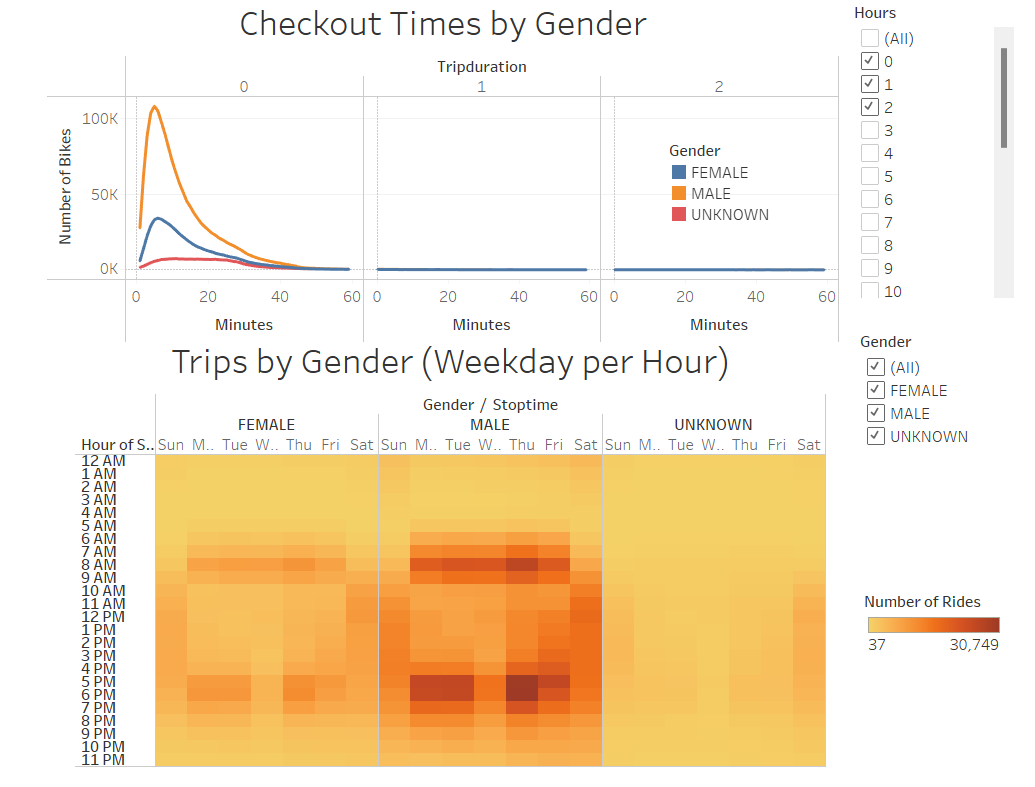 Checkout Times by Gender
Tripduration
0 1 2
Number of Bikes
100K
50K
0K
0 20 40 60 0 20 40 60 0 20 40 60
Minutes Minutes Minutes
Gender
FEMALE
MALE
UNKNOWN
Hours
(All)
0
1
2
3
4
5
6
7
8
9
10
Trips by Gender (Weekday per Hour)
Gender / Stoptime
FEMALE MALE UNKNOWN
Hour of S.. Sun M.. Tue W.. Thu Fri Sat Sun M.. Tue W.. Thu Fri Sat Sun M.. Tue W.. Thu Fri Sat
12 AM
1 AM
2 AM
3 AM
4 AM
5 AM
6 AM
7 AM
8 AM
9 AM
10 AM
11 AM
12 PM
1 PM
2 PM
3 PM
4 PM
5 PM
6 PM
7 PM
8 PM
9 PM
10 PM
11 PM
Gender
(All)
FEMALE
MALE
UNKNOWN
Number of Rides
37 30,749